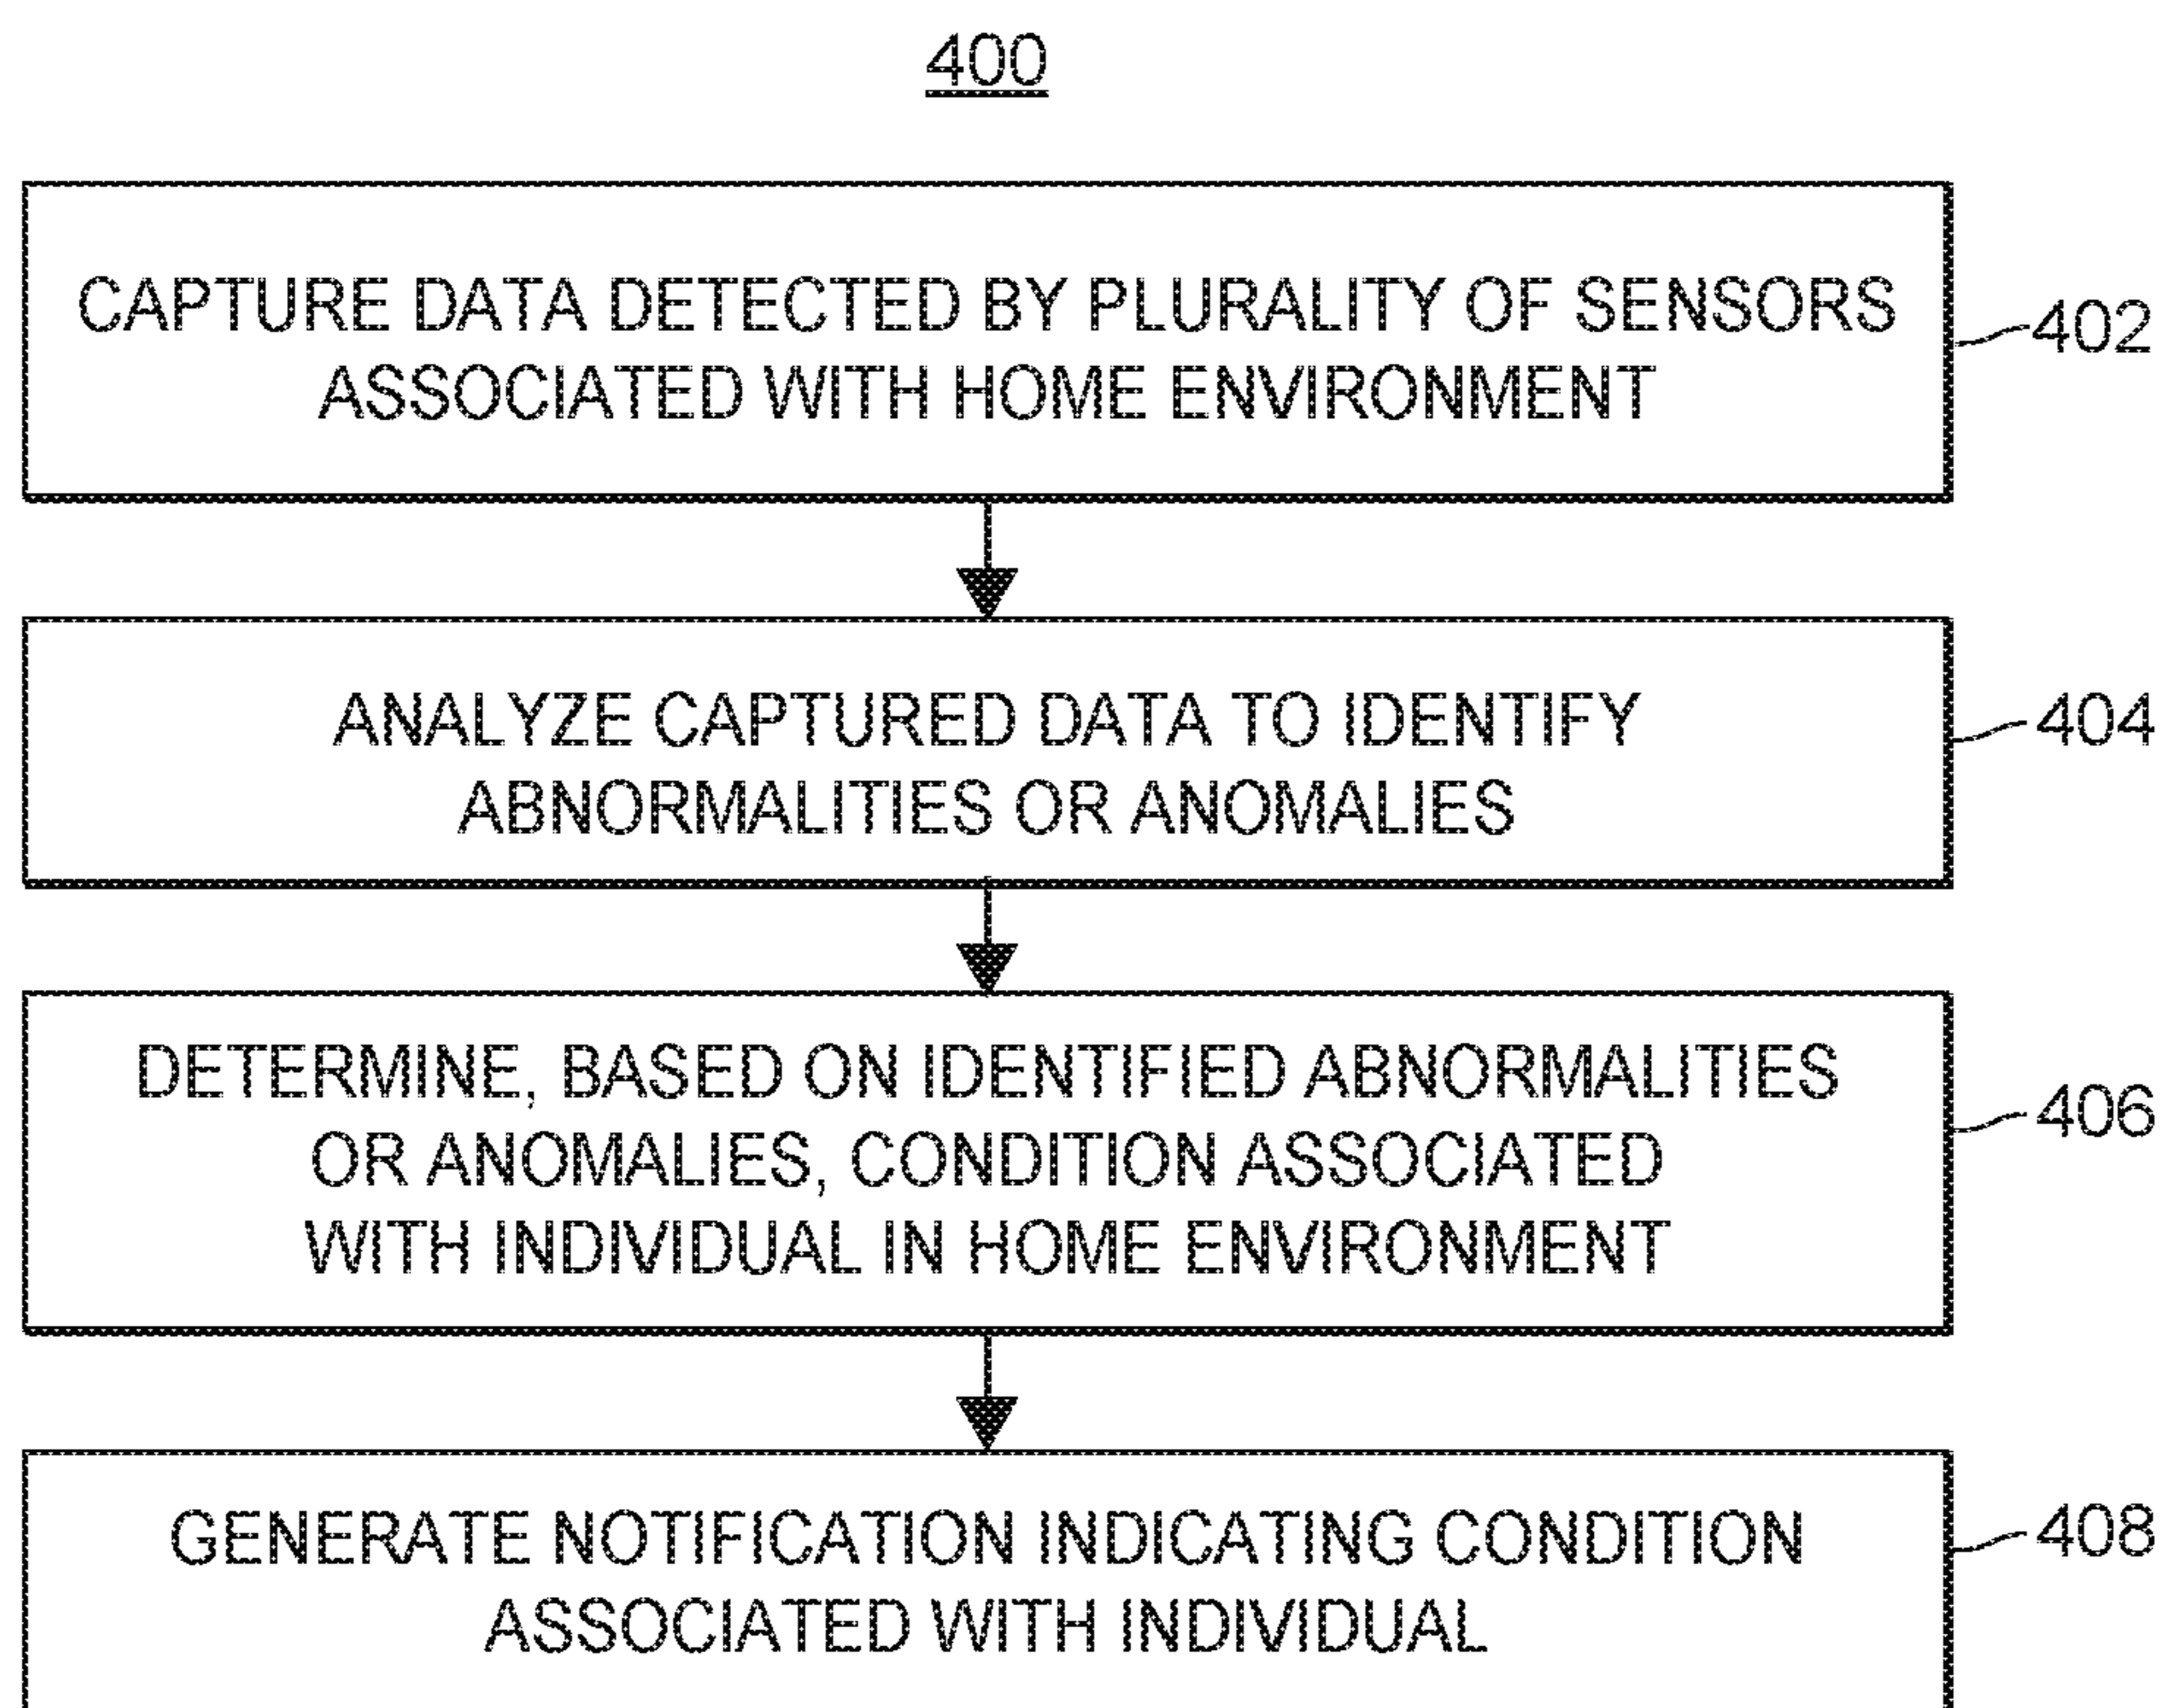 400
CAPTURE DATA DETECTED BY PLURALITY OF SENSORS
ASSOCIATED WITH HOME ENVIRONMENT
402
ANALYZE CAPTURED DATA TO IDENTIFY
ABNORMALITIES OR ANOMALIES
404
DETERMINE, BASED ON IDENTIFIED ABNORMALITIES
OR ANOMALIES, CONDITION ASSOCIATED
WITH INDIVIDUAL IN HOME ENVIRONMENT
406
GENERATE NOTIFICATION INDICATING CONDITION
ASSOCIATED WITH INDIVIDUAL
408